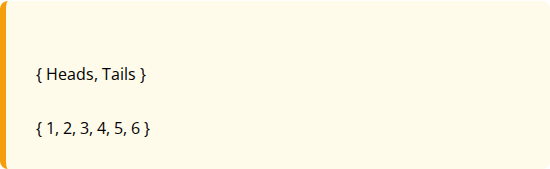 { Heads, Tails }
{ 1, 2, 3, 4, 5, 6 }